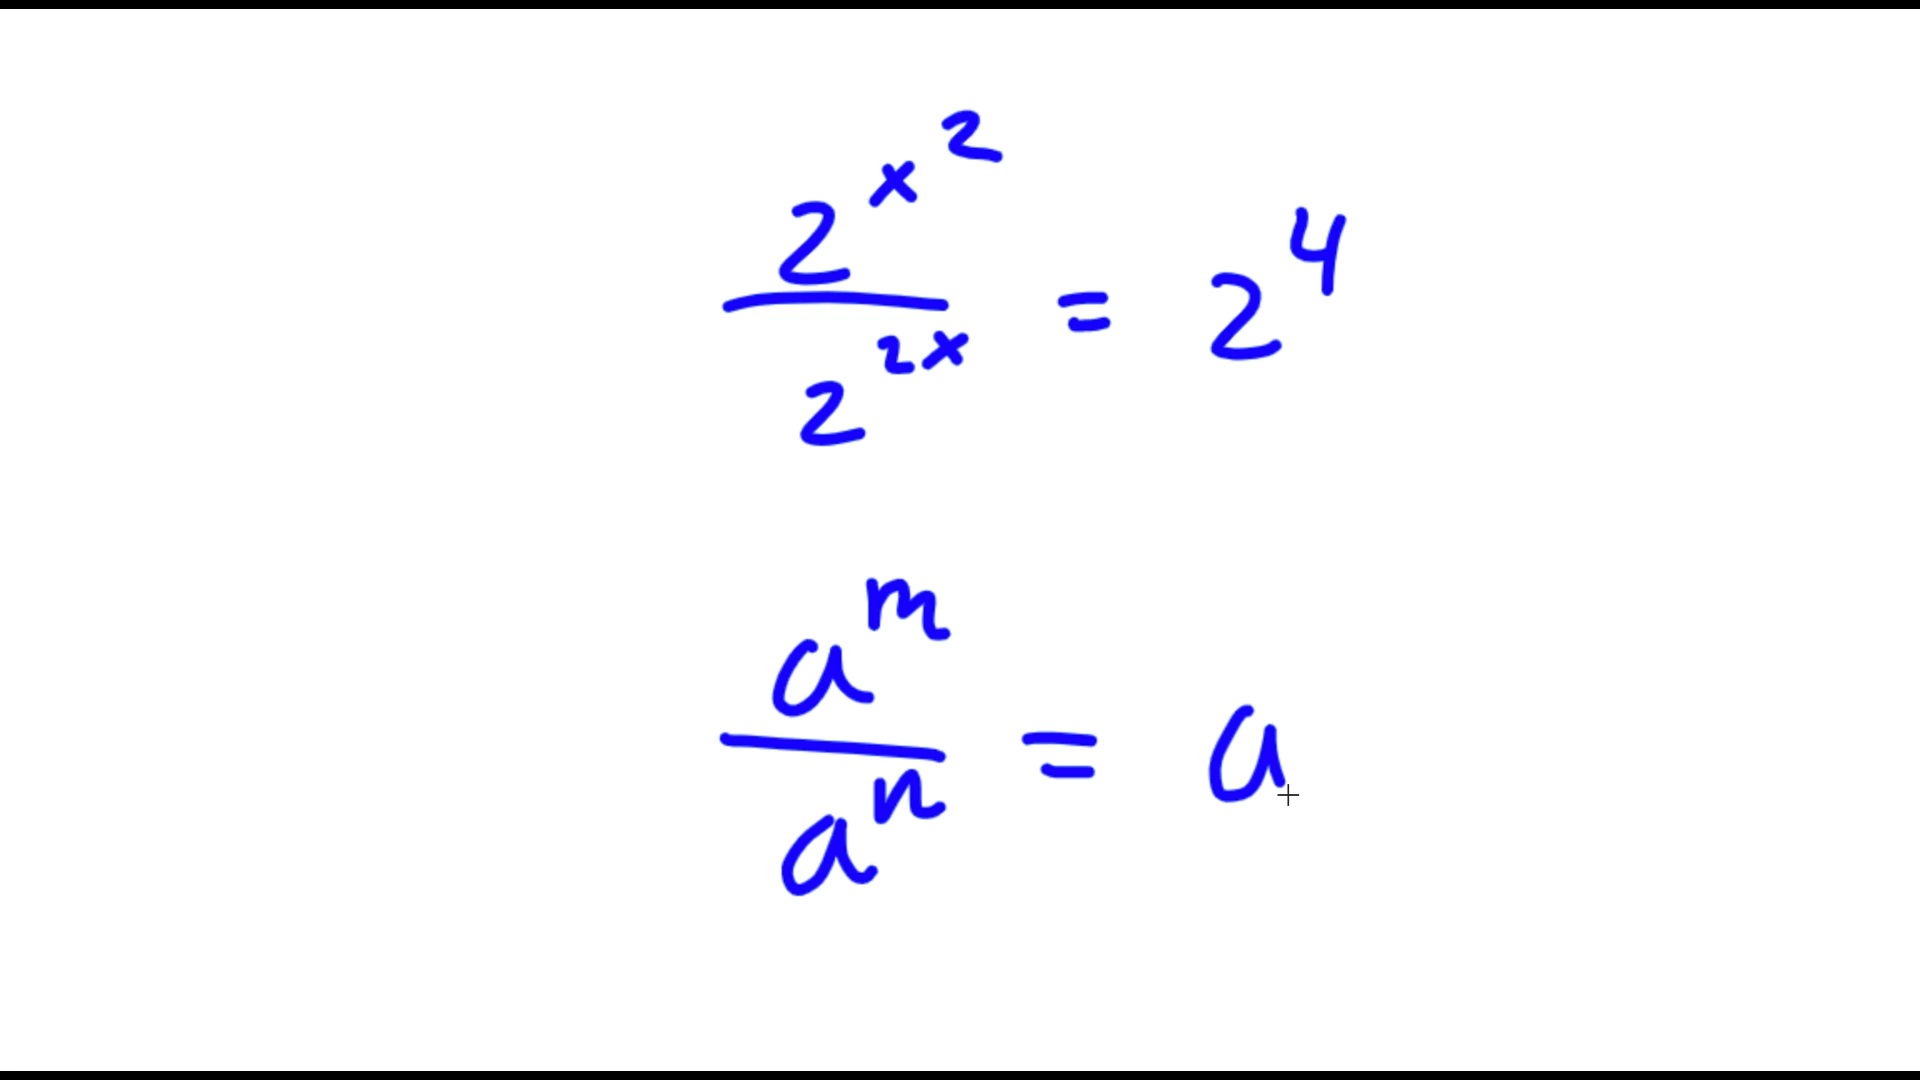 2^{x^2} / 2^{2x} = 2^4
a^m / a^n = a